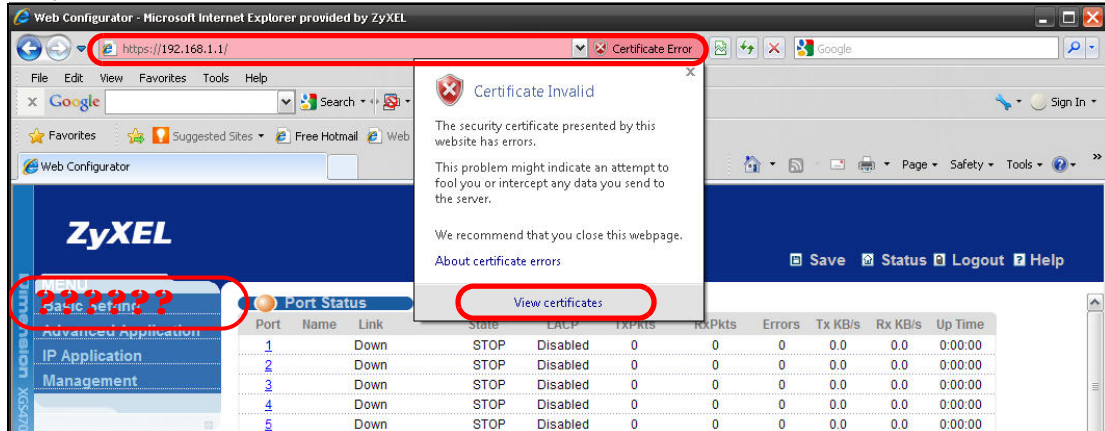 Web Configurator - Microsoft Internet Explorer provided by ZyXEL
https://192.168.1.1/
Certificate Error
Google
File Edit View Favorites Tools Help
x Google
Search
Sign In
Favorites
Suggested Sites
Free Hotmail
Web
Web Configurator
Page Safety Tools
»
x
Certificate Invalid
The security certificate presented by this
website has errors.
This problem might indicate an attempt to
fool you or intercept any data you send to
the server.
We recommend that you close this webpage.
About certificate errors
View certificates
ZyXEL
Save Status Logout Help
MENU
??????
Basic Setting
Advanced Application
IP Application
Management
Dimension XGS470
Port Status
Port Name Link State LACP TxPkts RxPkts Errors Tx KB/s Rx KB/s Up Time
1 Down STOP Disabled 0 0 0 0.0 0.0 0:00:00
2 Down STOP Disabled 0 0 0 0.0 0.0 0:00:00
3 Down STOP Disabled 0 0 0 0.0 0.0 0:00:00
4 Down STOP Disabled 0 0 0 0.0 0.0 0:00:00
5 Down STOP Disabled 0 0 0 0.0 0.0 0:00:00